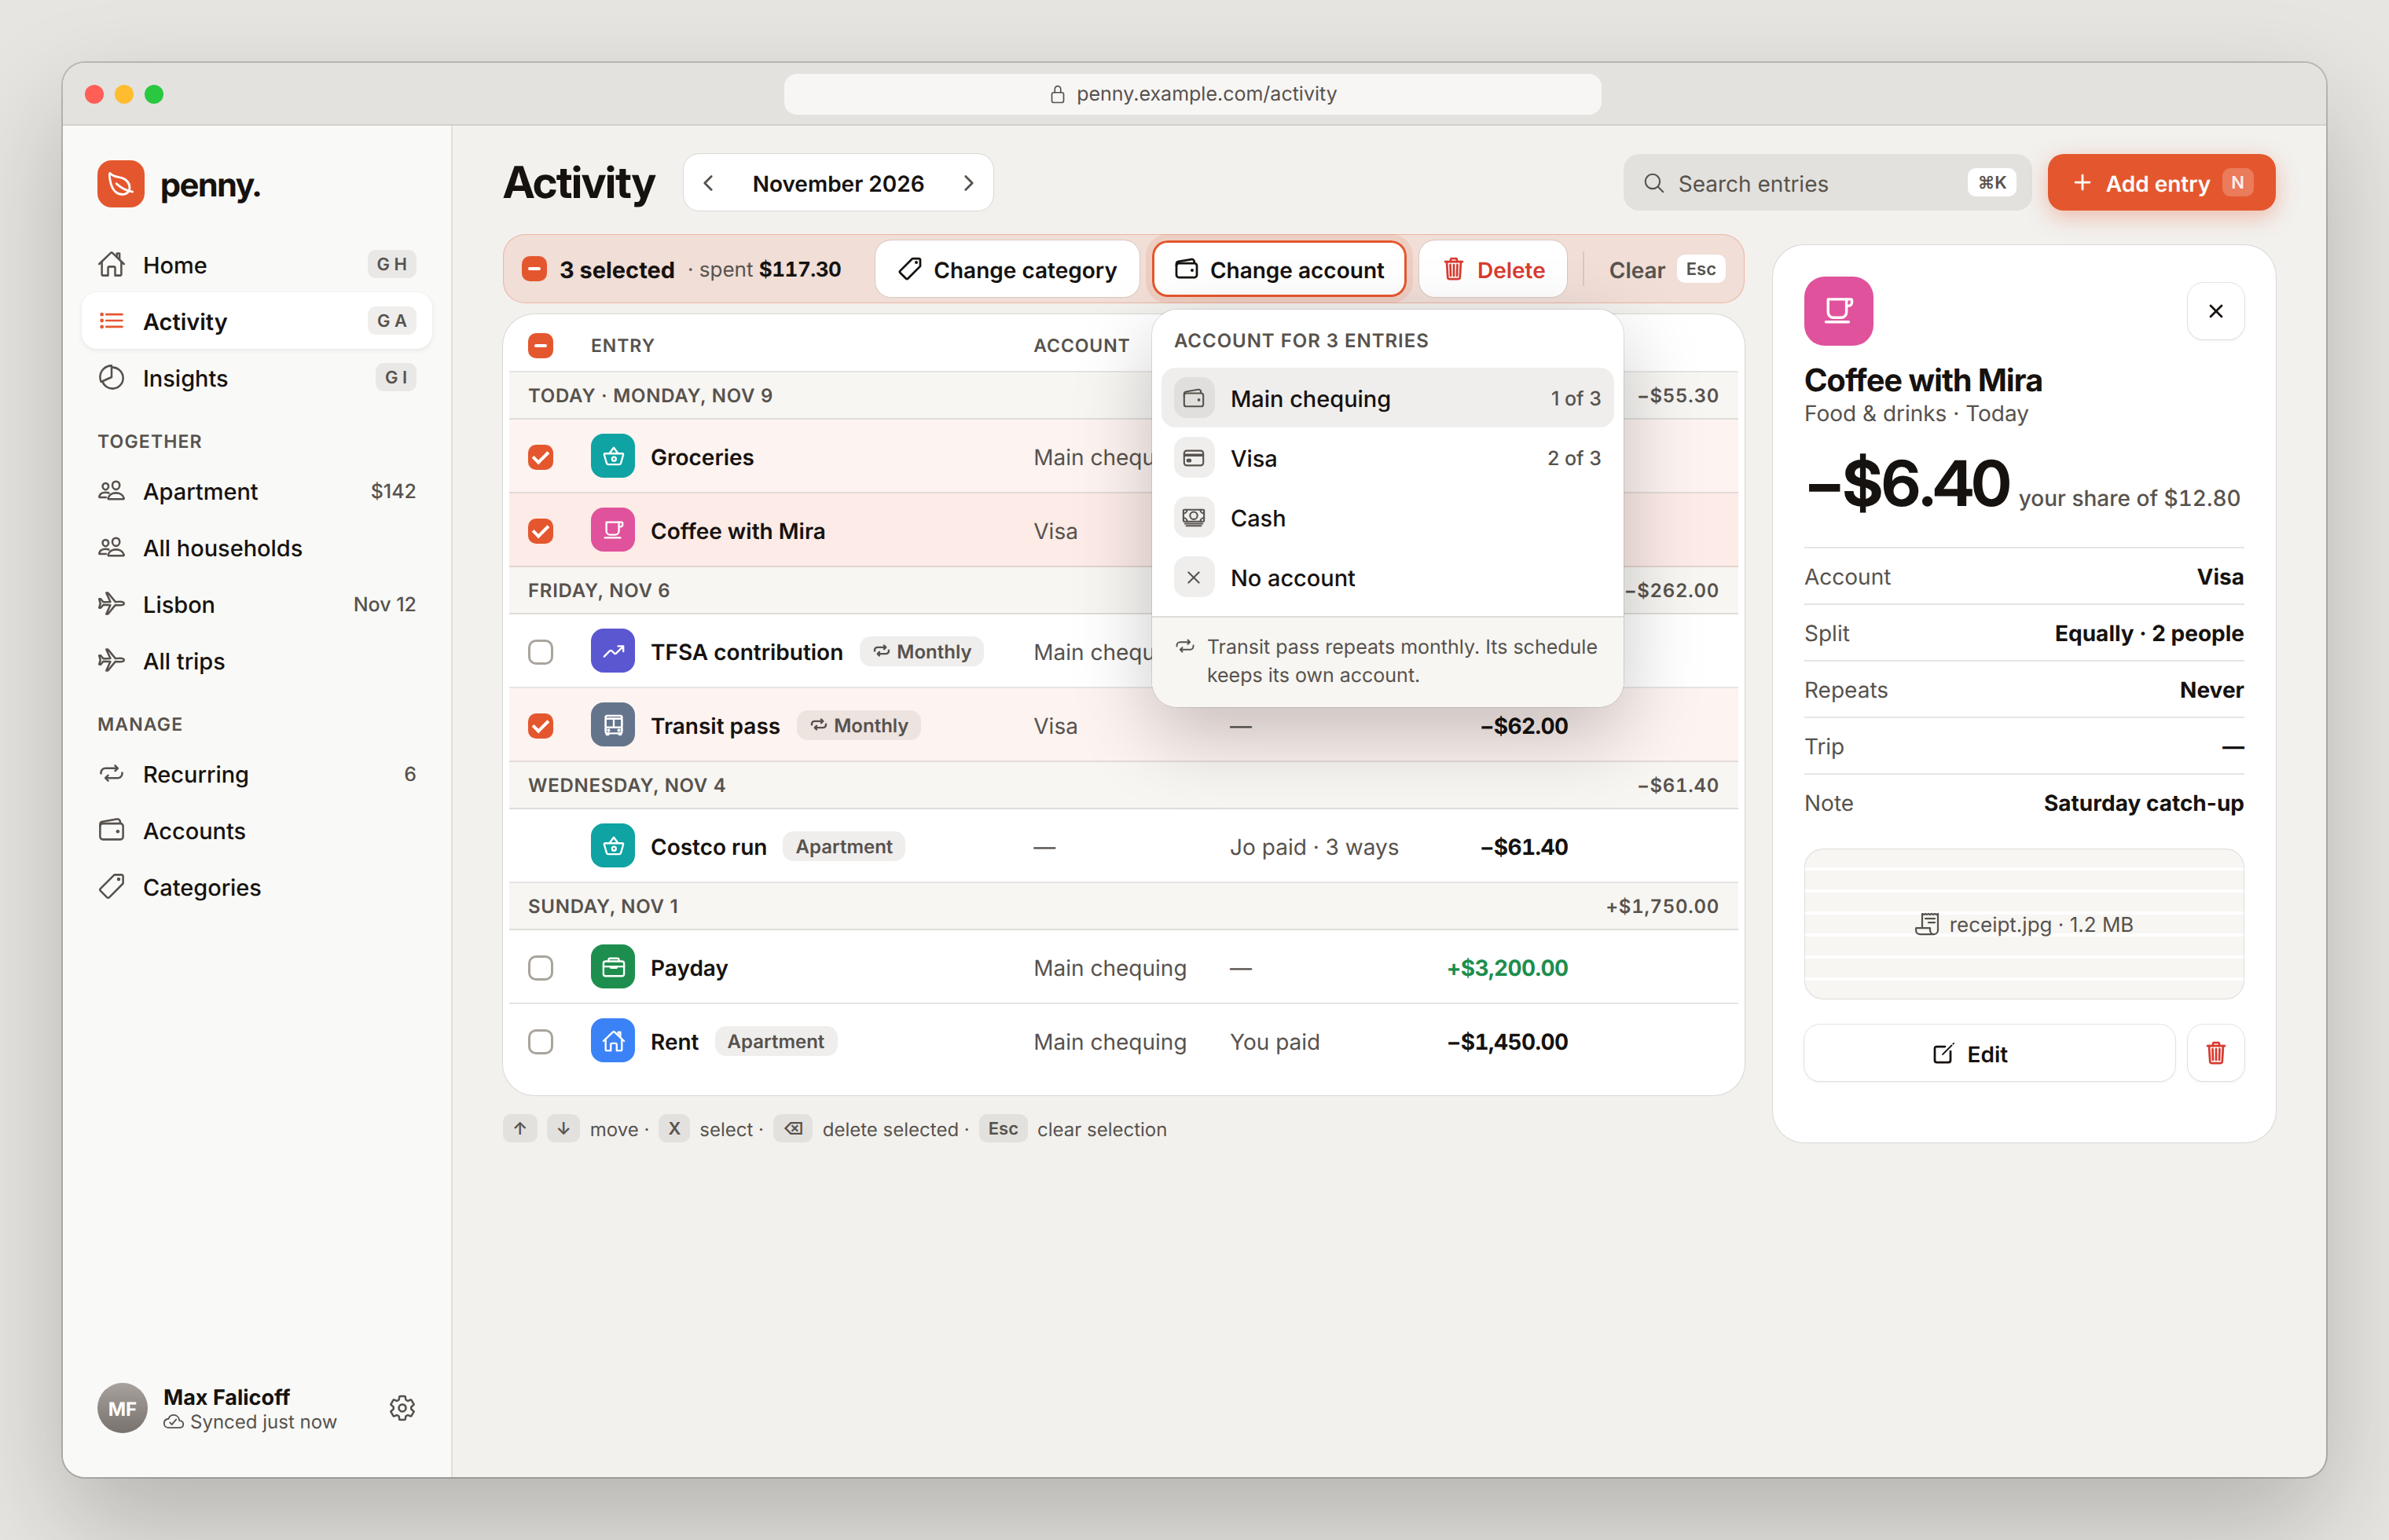 penny.example.com/activity
penny.
Home G H
Activity G A
Insights G I
TOGETHER
Apartment $142
All households
Lisbon Nov 12
All trips
MANAGE
Recurring 6
Accounts
Categories
MF
Max Falicoff
Synced just now
Activity
November 2026
Search entries ⌘K
+ Add entry N
3 selected · spent $117.30
Change category
Change account
Delete
Clear Esc
ENTRY ACCOUNT
TODAY · MONDAY, NOV 9 −$55.30
Groceries Main chequ
Coffee with Mira Visa
FRIDAY, NOV 6 −$262.00
TFSA contribution Monthly Main chequ
Transit pass Monthly Visa — −$62.00
WEDNESDAY, NOV 4 −$61.40
Costco run Apartment — Jo paid · 3 ways −$61.40
SUNDAY, NOV 1 +$1,750.00
Payday Main chequing — +$3,200.00
Rent Apartment Main chequing You paid −$1,450.00
↑ ↓ move · X select · ⌫ delete selected · Esc clear selection
ACCOUNT FOR 3 ENTRIES
Main chequing 1 of 3
Visa 2 of 3
Cash
No account
Transit pass repeats monthly. Its schedule
keeps its own account.
Coffee with Mira
Food & drinks · Today
−$6.40 your share of $12.80
Account Visa
Split Equally · 2 people
Repeats Never
Trip —
Note Saturday catch-up
receipt.jpg · 1.2 MB
Edit